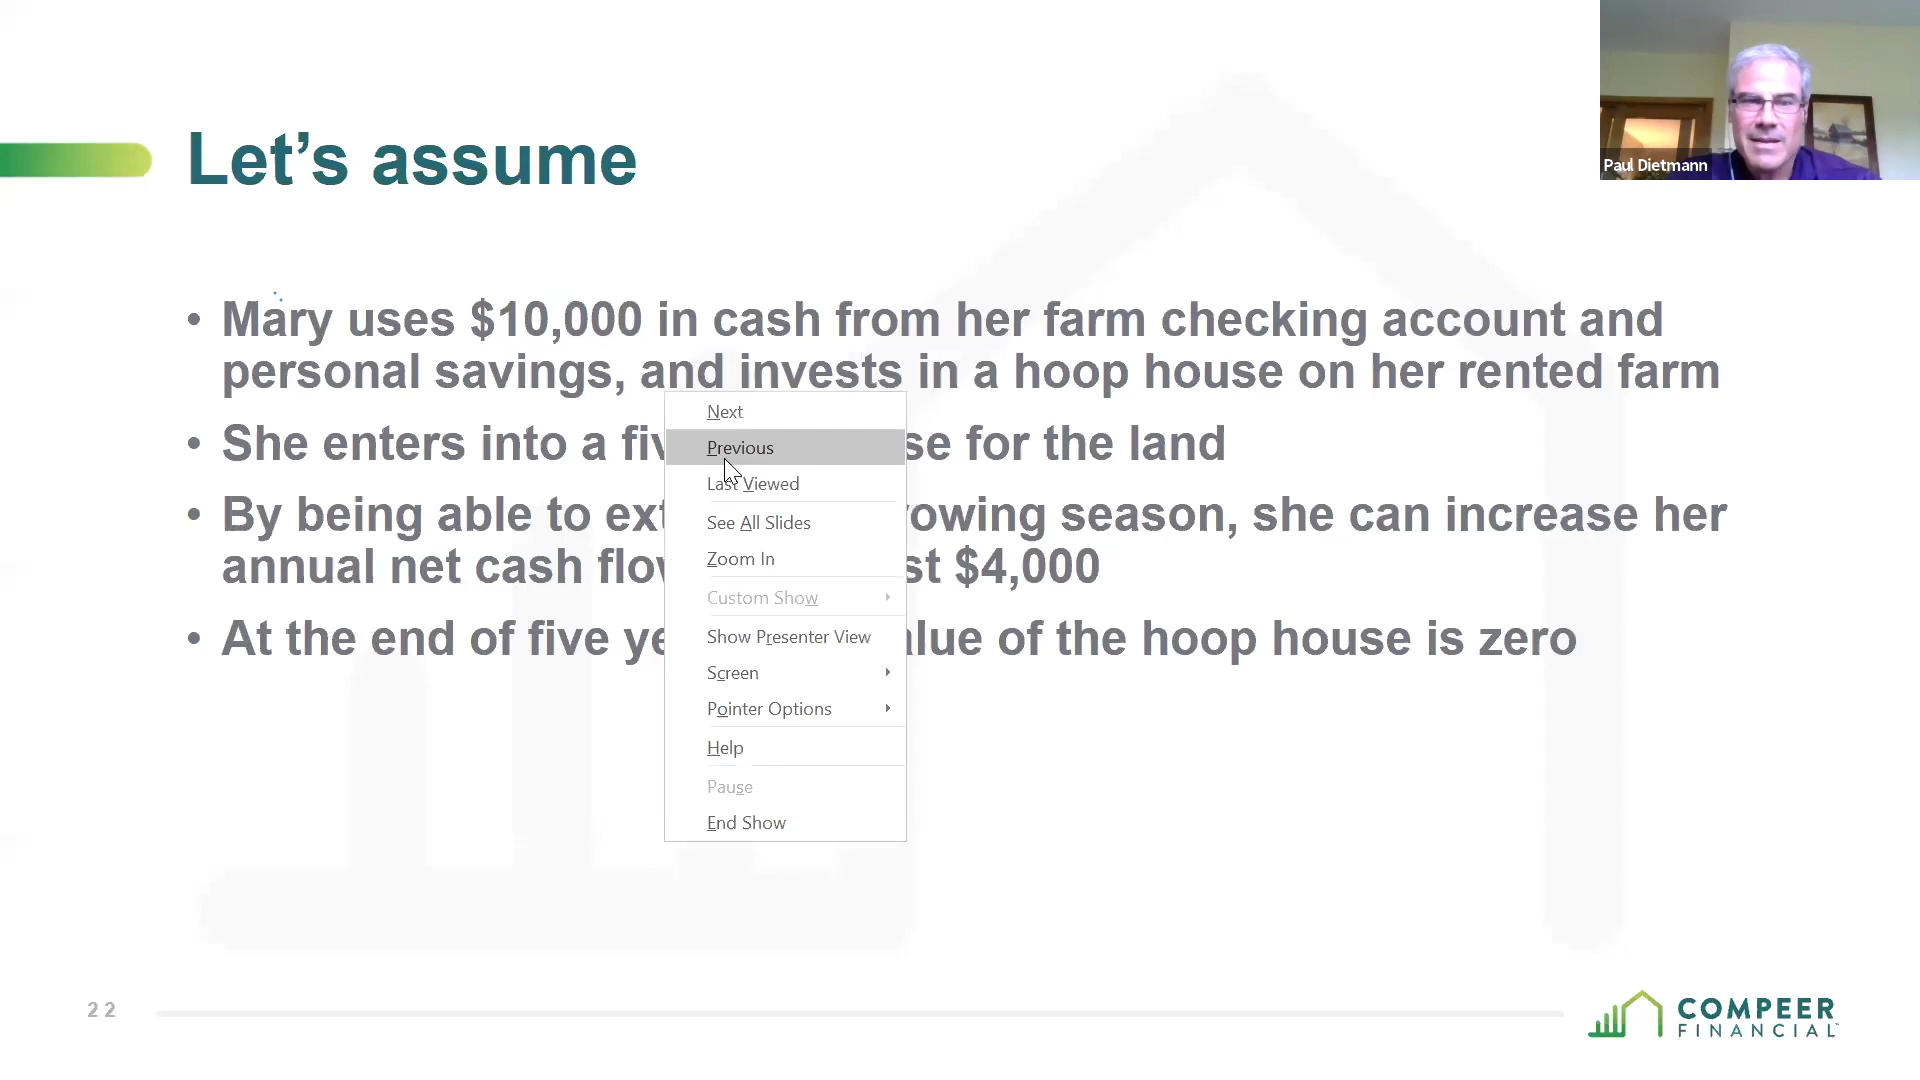 Let’s assume
Paul Dietmann
• Mary uses $10,000 in cash from her farm checking account and
personal savings, and invests in a hoop house on her rented farm
• She enters into a fiv se for the land
• By being able to ext rowing season, she can increase her
annual net cash flow st $4,000
• At the end of five ye alue of the hoop house is zero
Next
Previous
Last Viewed
See All Slides
Zoom In
Custom Show
Show Presenter View
Screen
Pointer Options
Help
Pause
End Show
22
COMPEER
FINANCIAL™